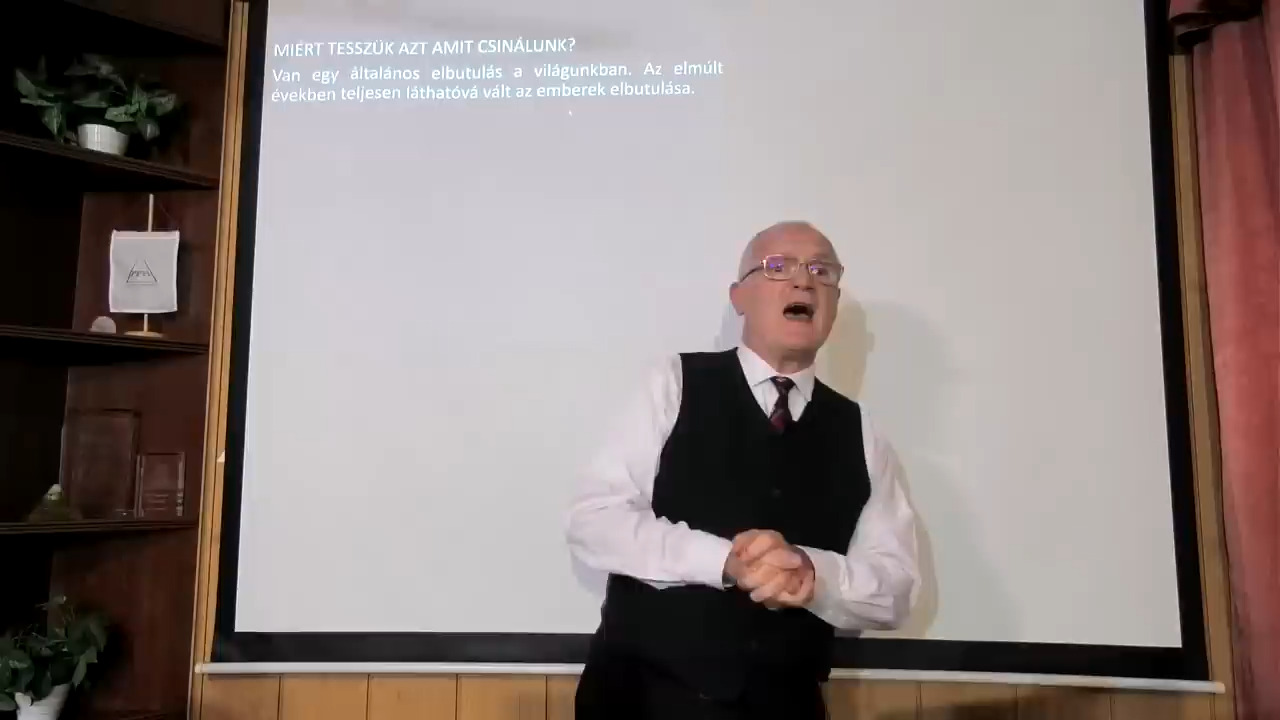 MIÉRT TESSZÜK AZT AMIT CSINÁLUNK?
Van egy általános elbutulás a világunkban. Az elmúlt
években teljesen láthatóvá vált az emberek elbutulása.